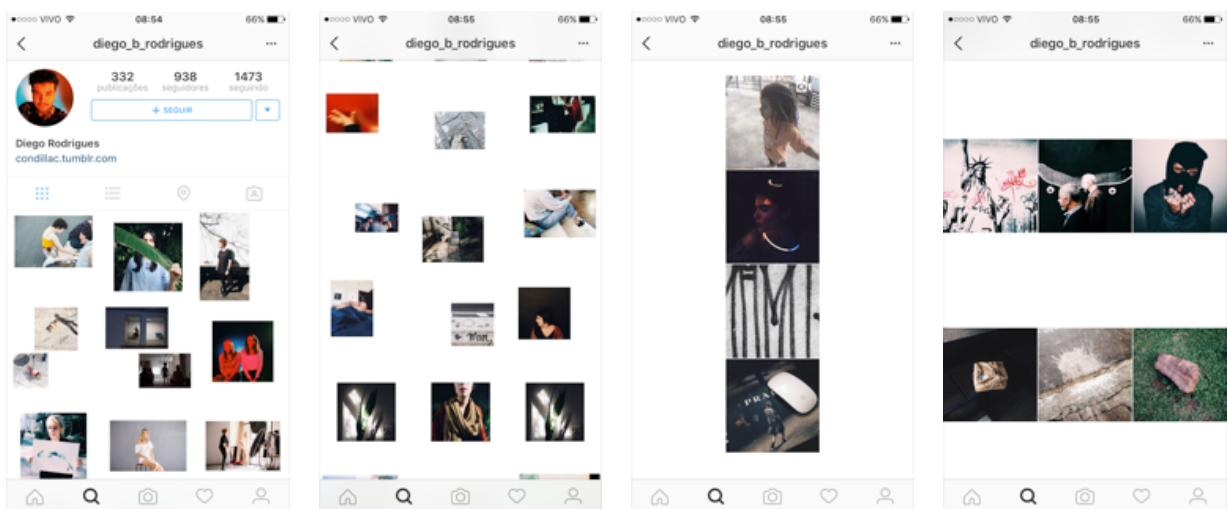 VIVO 08:54 66%
diego_b_rodrigues ...
332 938 1473
publicações seguidores seguindo
+ SEGUIR
Diego Rodrigues
condillac.tumblr.com
VIVO 08:55 66%
diego_b_rodrigues ...
VIVO 08:55 66%
diego_b_rodrigues ...
PRA
VIVO 08:55 66%
diego_b_rodrigues ...